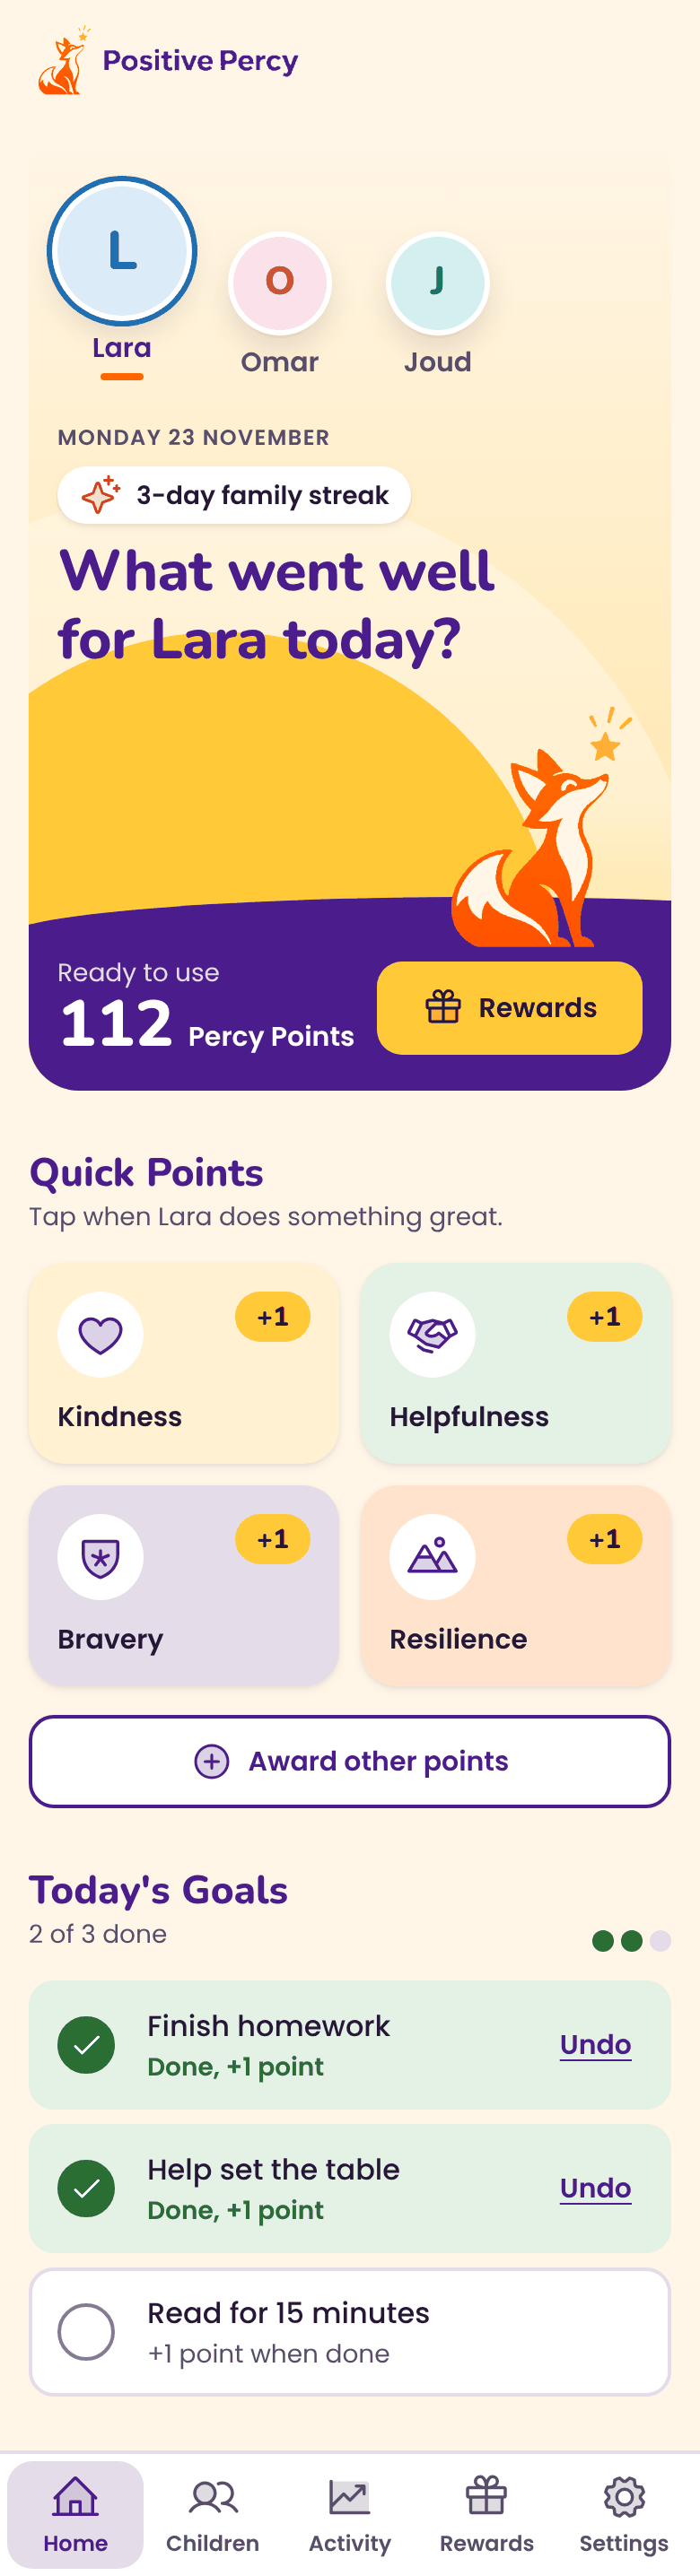 Positive Percy
L
O
J
Lara
Omar
Joud
MONDAY 23 NOVEMBER
3-day family streak
What went well
for Lara today?
Ready to use
112 Percy Points
Rewards
Quick Points
Tap when Lara does something great.
+1
Kindness
+1
Helpfulness
+1
Bravery
+1
Resilience
Award other points
Today's Goals
2 of 3 done
Finish homework
Done, +1 point
Undo
Help set the table
Done, +1 point
Undo
Read for 15 minutes
+1 point when done
Home
Children
Activity
Rewards
Settings